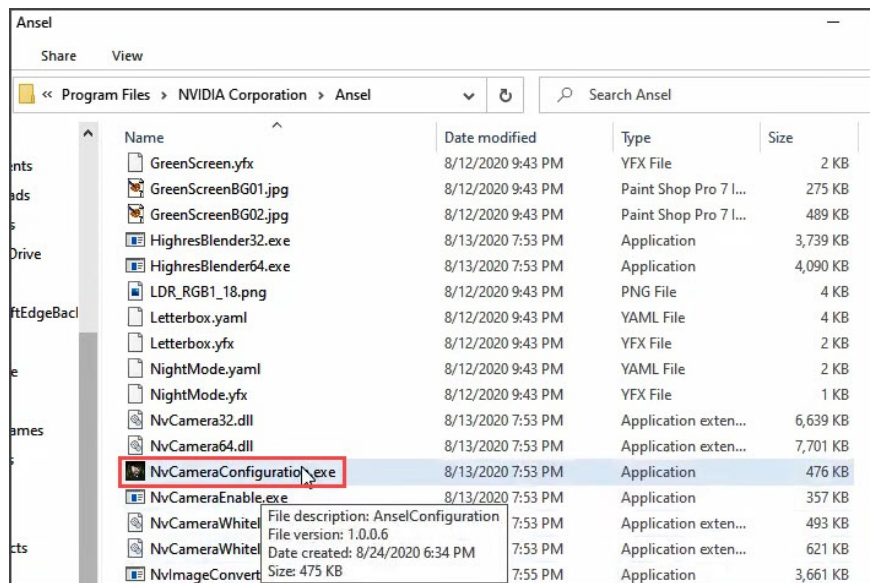 Ansel
Share View
« Program Files > NVIDIA Corporation > Ansel Search Ansel
Name Date modified Type Size
GreenScreen.yfx 8/12/2020 9:43 PM YFX File 2 KB
ents
GreenScreenBG01.jpg 8/12/2020 9:43 PM Paint Shop Pro 7 I... 275 KB
ads
GreenScreenBG02.jpg 8/12/2020 9:43 PM Paint Shop Pro 7 I... 489 KB
s
HighresBlender32.exe 8/13/2020 7:53 PM Application 3,739 KB
Drive
HighresBlender64.exe 8/13/2020 7:53 PM Application 4,090 KB
LDR_RGB1_18.png 8/12/2020 9:43 PM PNG File 4 KB
ftEdgeBacl
Letterbox.yaml 8/12/2020 9:43 PM YAML File 4 KB
Letterbox.yfx 8/12/2020 9:43 PM YFX File 2 KB
e
NightMode.yaml 8/12/2020 9:43 PM YAML File 2 KB
NightMode.yfx 8/12/2020 9:43 PM YFX File 1 KB
NvCamera32.dll 8/13/2020 7:53 PM Application exten... 6,639 KB
ames
NvCamera64.dll 8/13/2020 7:53 PM Application exten... 7,701 KB
NvCameraConfiguration.exe 8/13/2020 7:53 PM Application 476 KB
NvCameraEnable.exe 8/13/2020 7:53 PM Application 357 KB
NvCameraWhitel 7:53 PM Application exten... 493 KB
cts
NvCameraWhitel 7:53 PM Application exten... 621 KB
NvImageConvert 7:55 PM Application 3,661 KB
File description: AnselConfiguration
File version: 1.0.0.6
Date created: 8/24/2020 6:34 PM
Size: 475 KB